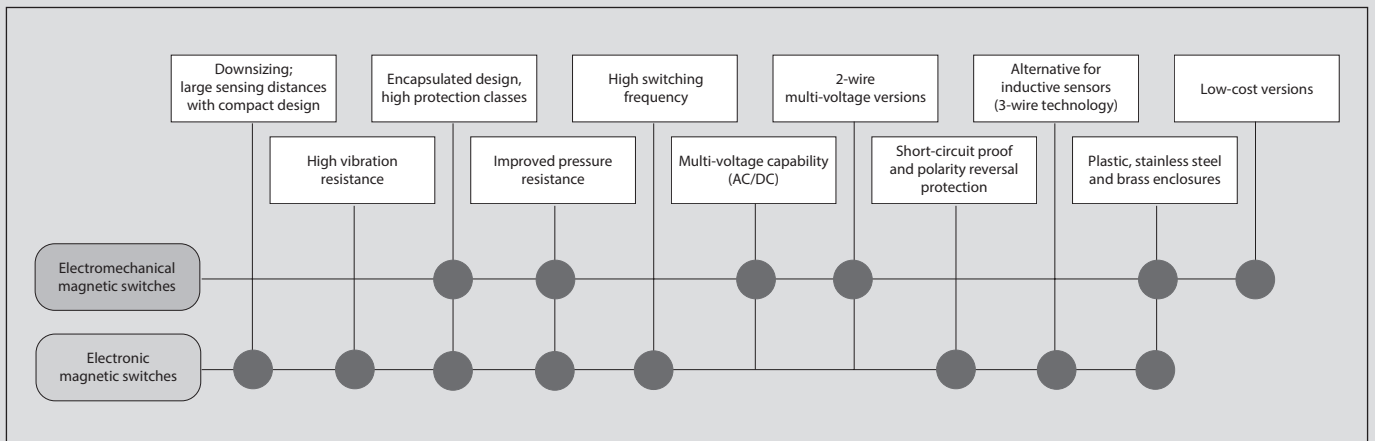 Downsizing;
large sensing distances
with compact design
Encapsulated design,
high protection classes
High switching
frequency
2-wire
multi-voltage versions
Alternative for
inductive sensors
(3-wire technology)
Low-cost versions
High vibration
resistance
Improved pressure
resistance
Multi-voltage capability
(AC/DC)
Short-circuit proof
and polarity reversal
protection
Plastic, stainless steel
and brass enclosures
Electromechanical
magnetic switches
Electronic
magnetic switches